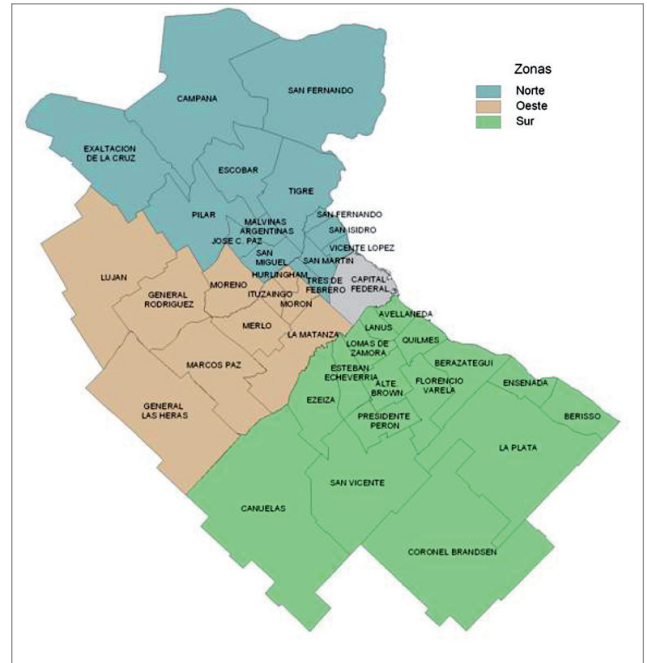 Zonas
Norte
Oeste
Sur
SAN FERNANDO
CAMPANA
EXALTACION
DE LA CRUZ
ESCOBAR
TIGRE
PILAR
SAN FERNANDO
MALVINAS
ARGENTINAS
SAN ISIDRO
JOSE C. PAZ
VICENTE LOPEZ
SAN
MIGUEL
SAN MARTIN
HURLINGHAM
TRES DE
FEBRERO
CAPITAL
FEDERAL
LUJAN
GENERAL
RODRIGUEZ
MORENO
ITUZAINGO
MORON
MERLO
LA MATANZA
MARCOS PAZ
GENERAL
LAS HERAS
AVELLANEDA
LANUS
LOMAS DE
ZAMORA
QUILMES
ESTEBAN
ECHEVERRIA
BERAZATEGUI
ALTE.
BROWN
FLORENCIO
VARELA
ENSENADA
EZEIZA
BERISSO
PRESIDENTE
PERON
LA PLATA
SAN VICENTE
CANUELAS
CORONEL BRANDSEN